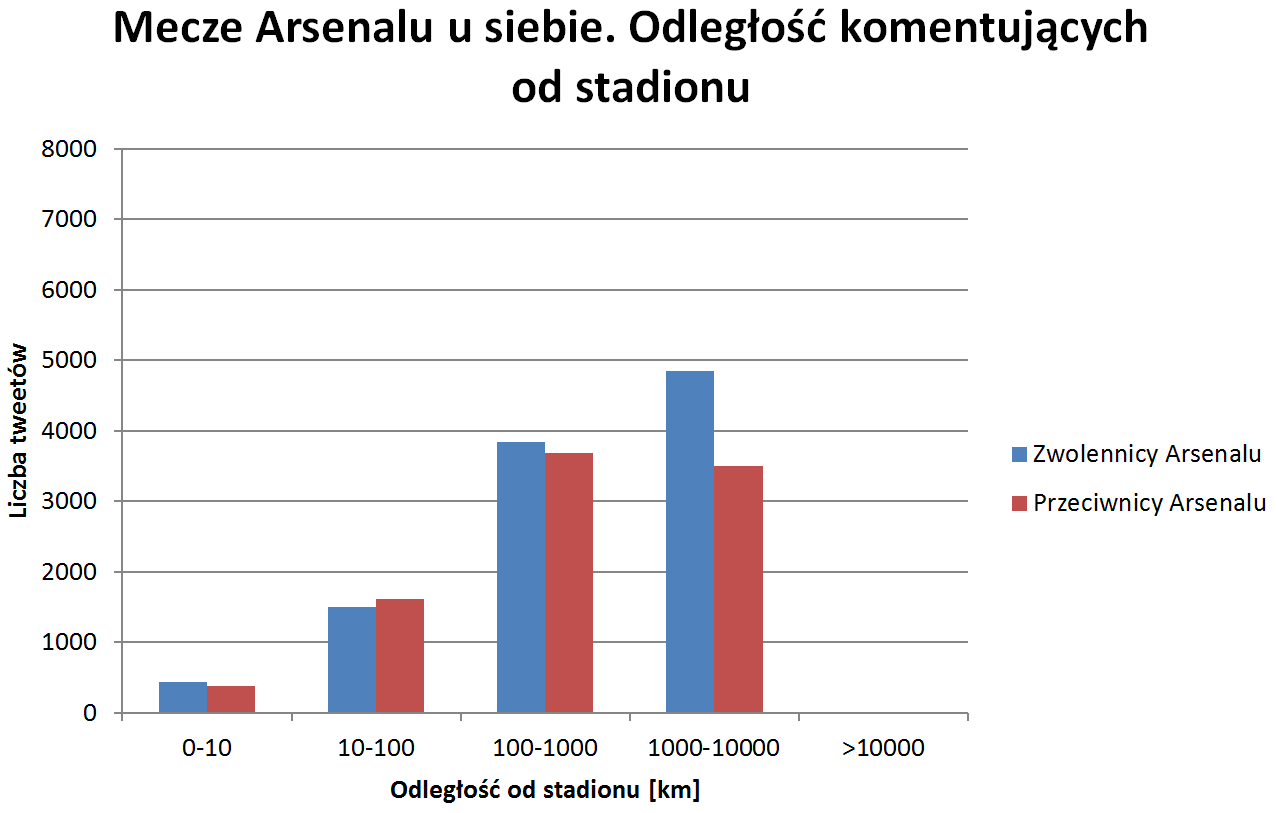 Mecze Arsenalu u siebie. Odległość komentujących
od stadionu
8000
7000
6000
5000
4000
3000
2000
1000
0
Liczba tweetów
0-10
10-100
100-1000
1000-10000
>10000
Odległość od stadionu [km]
Zwolennicy Arsenalu
Przeciwnicy Arsenalu